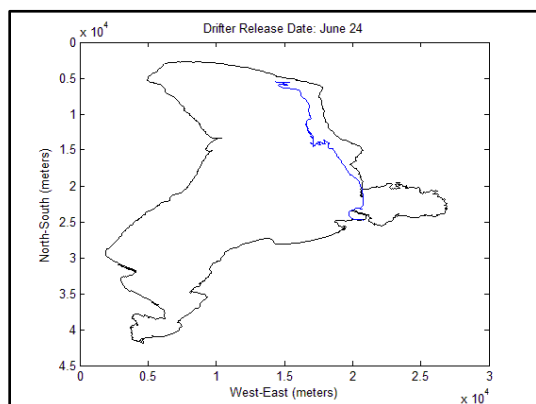 Drifter Release Date: June 24
x 10^4
0
0.5
1
1.5
2
2.5
3
3.5
4
4.5
North-South (meters)
0 0.5 1 1.5 2 2.5 3
West-East (meters)
x 10^4